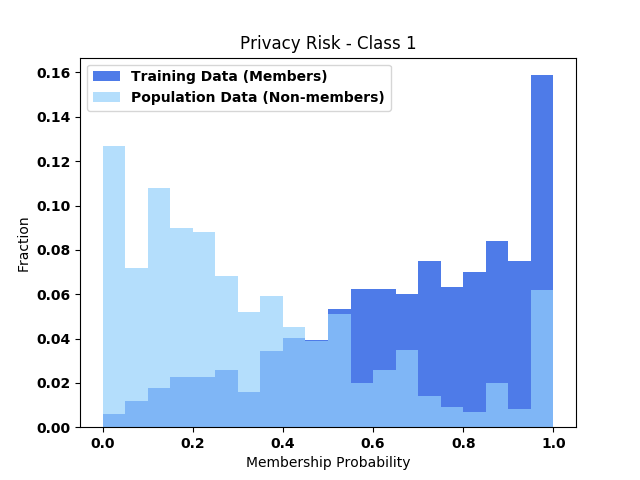 Privacy Risk - Class 1
Training Data (Members)
Population Data (Non-members)
Fraction
0.16
0.14
0.12
0.10
0.08
0.06
0.04
0.02
0.00
0.0 0.2 0.4 0.6 0.8 1.0
Membership Probability